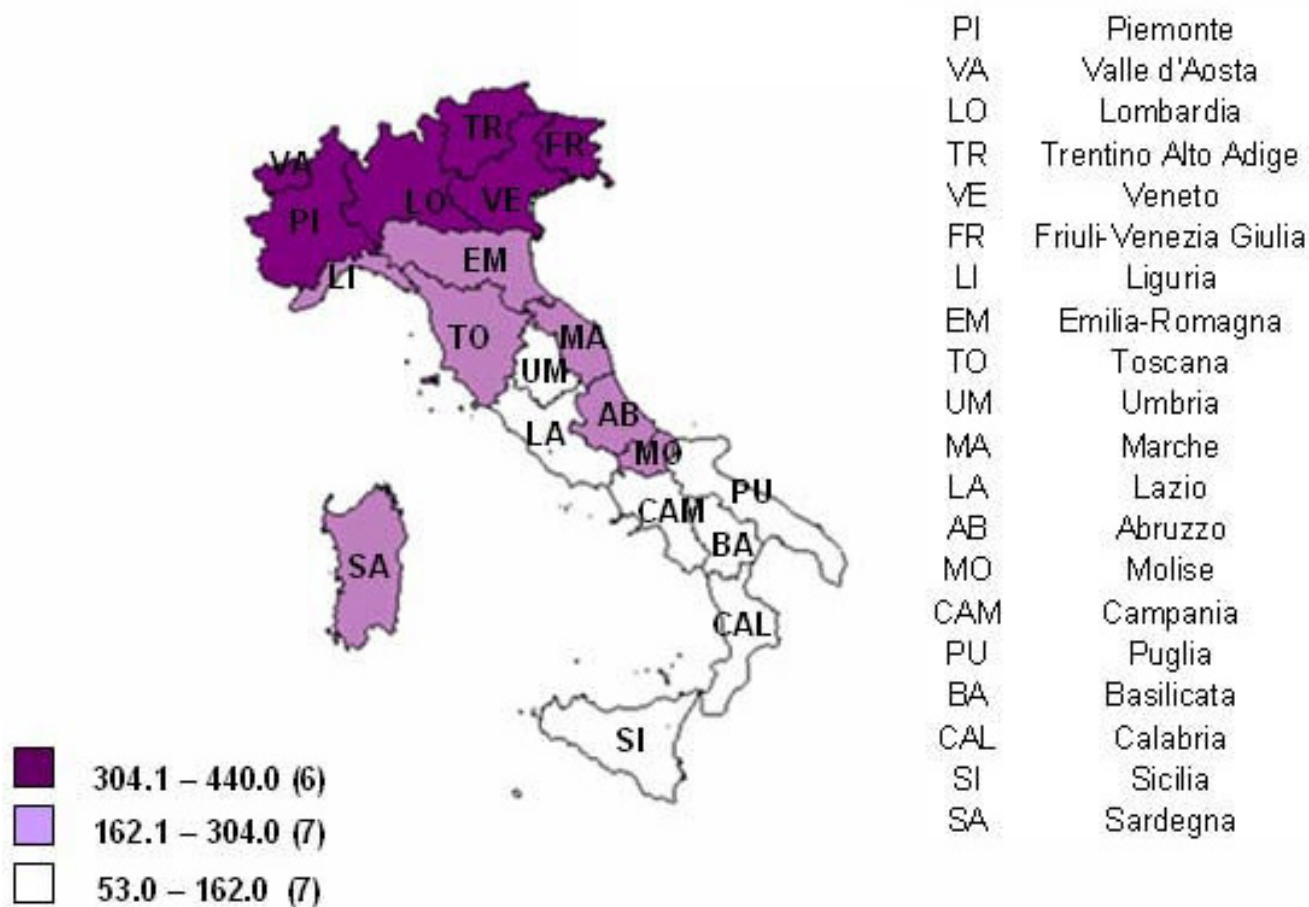 PI Piemonte
VA Valle d'Aosta
LO Lombardia
TR Trentino Alto Adige
VE Veneto
FR Friuli-Venezia Giulia
LI Liguria
EM Emilia-Romagna
TO Toscana
UM Umbria
MA Marche
LA Lazio
AB Abruzzo
MO Molise
CAM Campania
PU Puglia
BA Basilicata
CAL Calabria
SI Sicilia
SA Sardegna
TR
FR
VA
LO
VE
PI
EM
LI
TO
MA
UM
AB
LA
MO
PU
CAM
BA
SA
CAL
SI
304.1 – 440.0 (6)
162.1 – 304.0 (7)
53.0 – 162.0 (7)